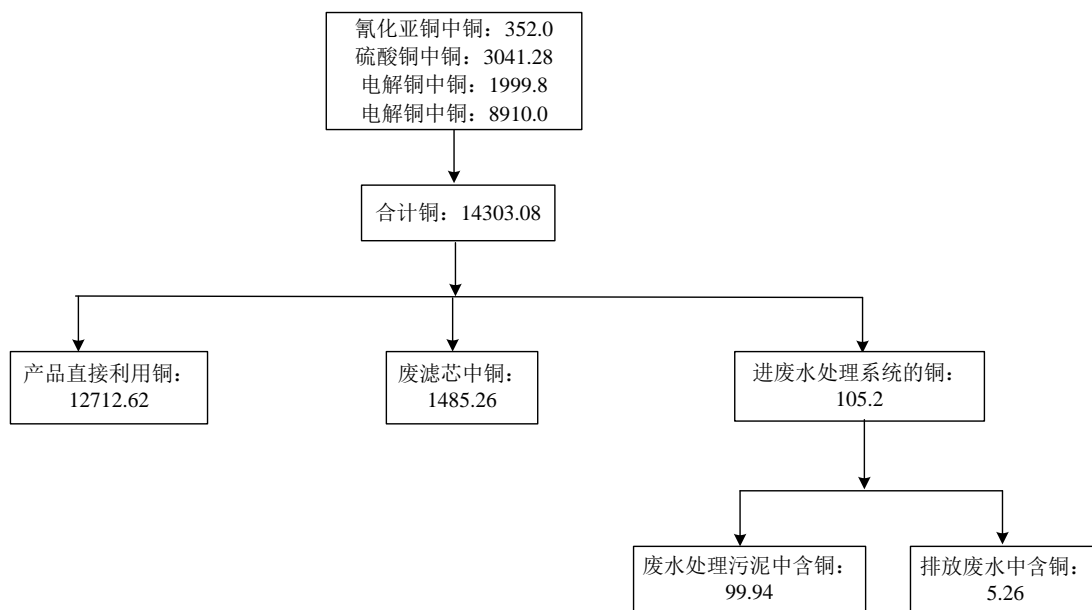 氰化亚铜中铜：352.0
硫酸铜中铜：3041.28
电解铜中铜：1999.8
电解铜中铜：8910.0
合计铜：14303.08
产品直接利用铜：
12712.62
废滤芯中铜：
1485.26
进废水处理系统的铜：
105.2
废水处理污泥中含铜：
99.94
排放废水中含铜：
5.26